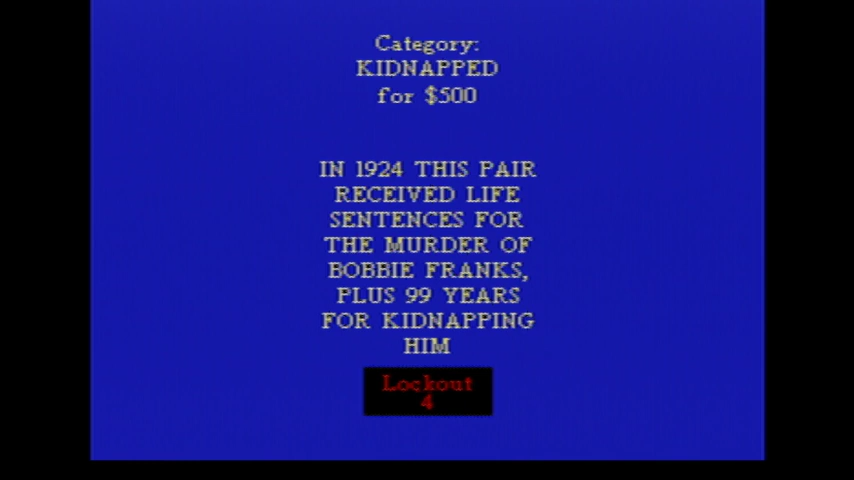 Category:
KIDNAPPED
for $500
IN 1924 THIS PAIR
RECEIVED LIFE
SENTENCES FOR
THE MURDER OF
BOBBIE FRANKS,
PLUS 99 YEARS
FOR KIDNAPPING
HIM
Lockout
4